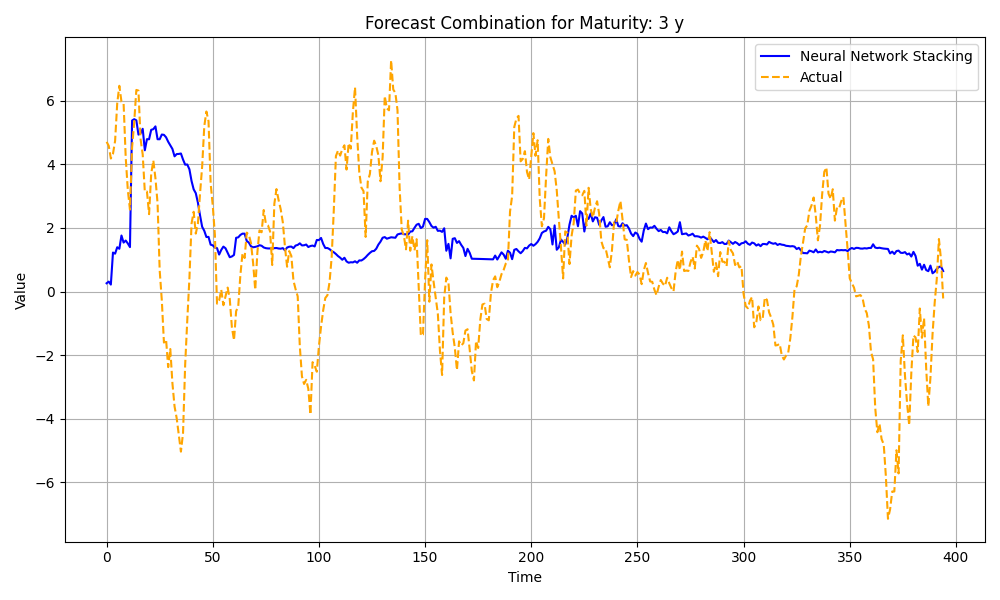 Forecast Combination for Maturity: 3 y
Neural Network Stacking
Actual
6
4
2
0
−2
−4
−6
Value
0 50 100 150 200 250 300 350 400
Time